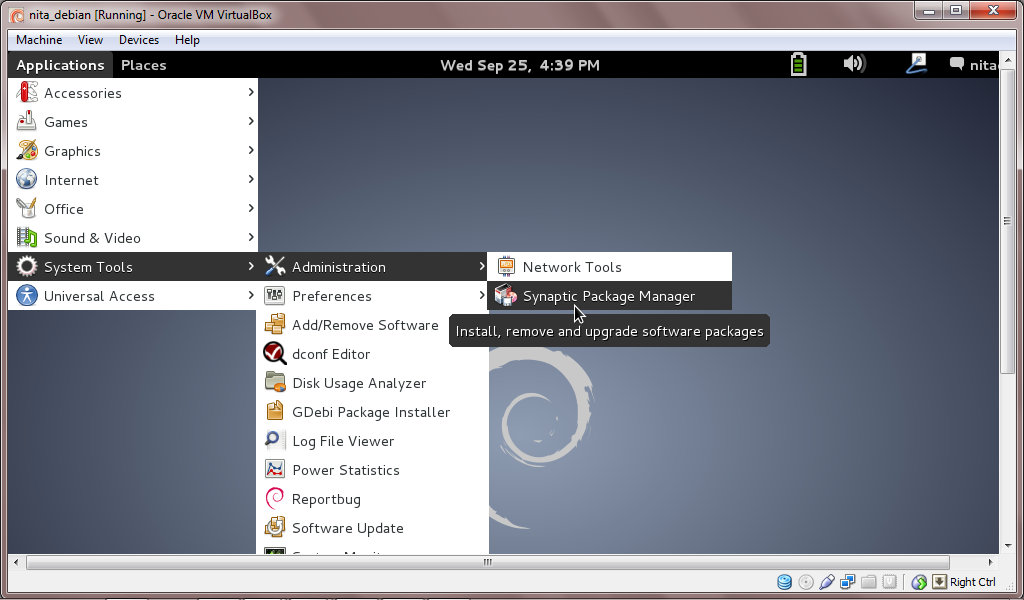 nita_debian [Running] - Oracle VM VirtualBox
Machine View Devices Help
Applications Places Wed Sep 25, 4:39 PM
Accessories
Games
Graphics
Internet
Office
Sound & Video
System Tools
Universal Access
Administration
Preferences
Add/Remove Software
dconf Editor
Disk Usage Analyzer
GDebi Package Installer
Log File Viewer
Power Statistics
Reportbug
Software Update
Network Tools
Synaptic Package Manager
Install, remove and upgrade software packages
Right Ctrl